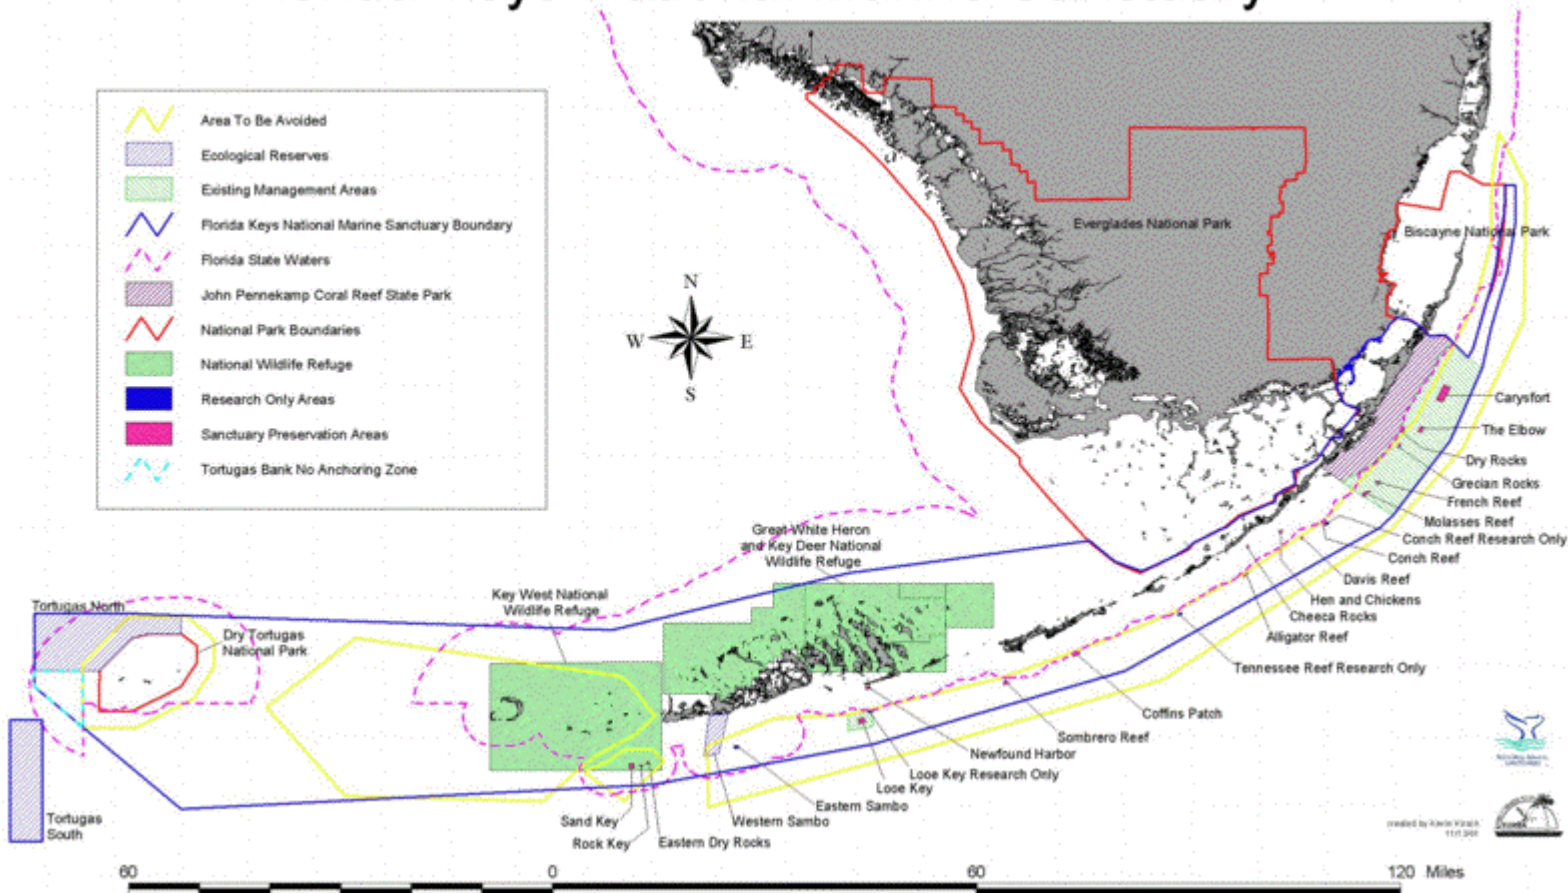 Area To Be Avoided
Ecological Reserves
Existing Management Areas
Florida Keys National Marine Sanctuary Boundary
Florida State Waters
John Pennekamp Coral Reef State Park
National Park Boundaries
National Wildlife Refuge
Research Only Areas
Sanctuary Preservation Areas
Tortugas Bank No Anchoring Zone
N
W E
S
Everglades National Park
Biscayne National Park
Carysfort
The Elbow
Dry Rocks
Grecian Rocks
French Reef
Molasses Reef
Conch Reef Research Only
Conch Reef
Davis Reef
Hen and Chickens
Cheeca Rocks
Alligator Reef
Tennessee Reef Research Only
Coffins Patch
Sombrero Reef
Newfound Harbor
Looe Key Research Only
Looe Key
Eastern Sambo
Western Sambo
Eastern Dry Rocks
Rock Key
Sand Key
Great White Heron
and Key Deer National
Wildlife Refuge
Key West National
Wildlife Refuge
Tortugas North
Dry Tortugas
National Park
Tortugas
South
created by Kevin
60 0 60 120 Miles